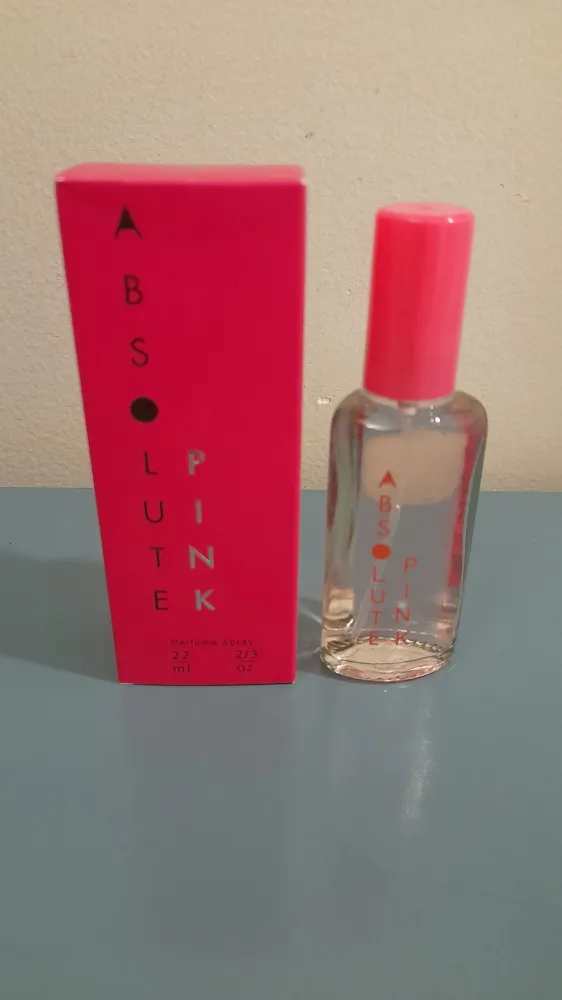 ABSOLUTE
PINK
Perfume Spray
22 2/3
ml oz
ABSOLUTE
PINK